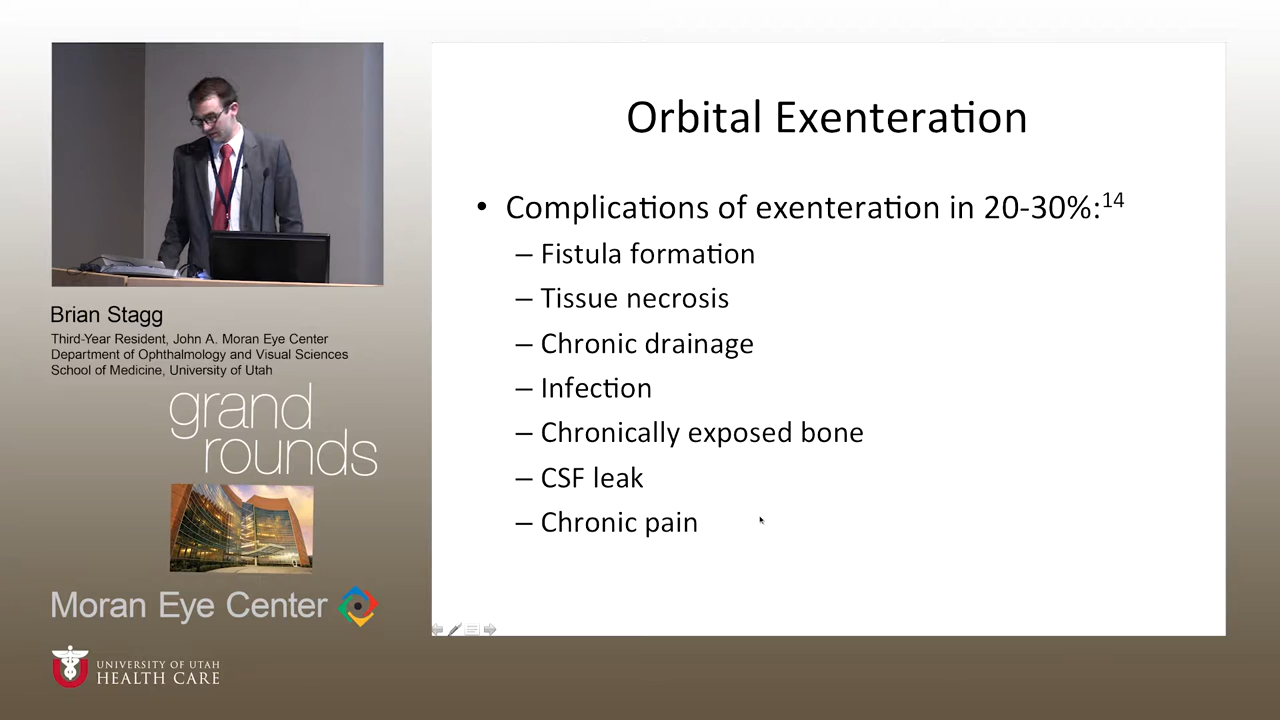 Brian Stagg
Third-Year Resident, John A. Moran Eye Center
Department of Ophthalmology and Visual Sciences
School of Medicine, University of Utah
grand
rounds
Moran Eye Center
UNIVERSITY OF UTAH
HEALTH CARE
Orbital Exenteration
• Complications of exenteration in 20-30%:14
– Fistula formation
– Tissue necrosis
– Chronic drainage
– Infection
– Chronically exposed bone
– CSF leak
– Chronic pain